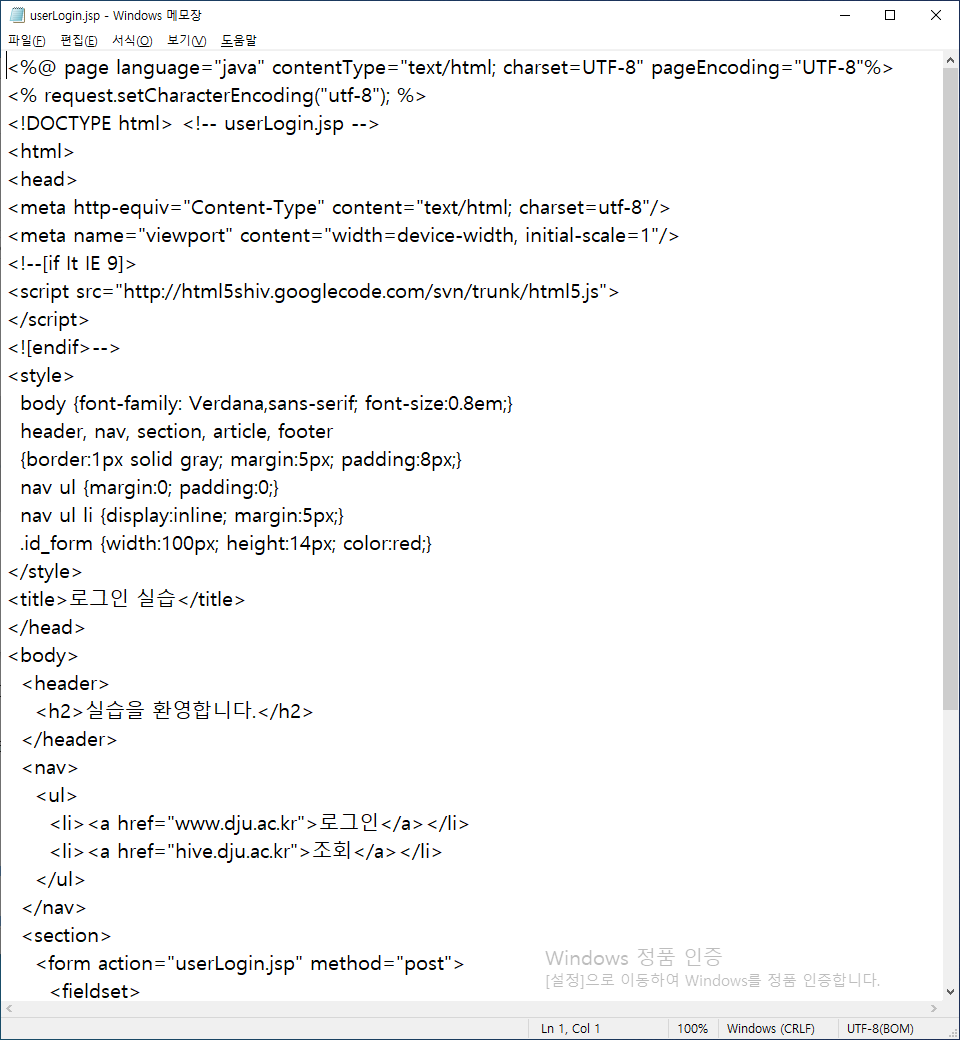 userLogin.jsp - Windows 메모장
파일(F) 편집(E) 서식(O) 보기(V) 도움말
<%@ page language="java" contentType="text/html; charset=UTF-8" pageEncoding="UTF-8"%>
<% request.setCharacterEncoding("utf-8"); %>
<!DOCTYPE html> <!-- userLogin.jsp -->
<html>
<head>
<meta http-equiv="Content-Type" content="text/html; charset=utf-8"/>
<meta name="viewport" content="width=device-width, initial-scale=1"/>
<!--[if lt IE 9]>
<script src="http://html5shiv.googlecode.com/svn/trunk/html5.js">
</script>
<![endif>-->
<style>
body {font-family: Verdana,sans-serif; font-size:0.8em;}
header, nav, section, article, footer
{border:1px solid gray; margin:5px; padding:8px;}
nav ul {margin:0; padding:0;}
nav ul li {display:inline; margin:5px;}
.id_form {width:100px; height:14px; color:red;}
</style>
<title>로그인 실습</title>
</head>
<body>
<header>
<h2>실습을 환영합니다.</h2>
</header>
<nav>
<ul>
<li><a href="www.dju.ac.kr">로그인</a></li>
<li><a href="hive.dju.ac.kr">조회</a></li>
</ul>
</nav>
<section>
<form action="userLogin.jsp" method="post">
<fieldset>
Windows 정품 인증
[설정]으로 이동하여 Windows를 정품 인증합니다.
Ln 1, Col 1 100% Windows (CRLF) UTF-8(BOM)